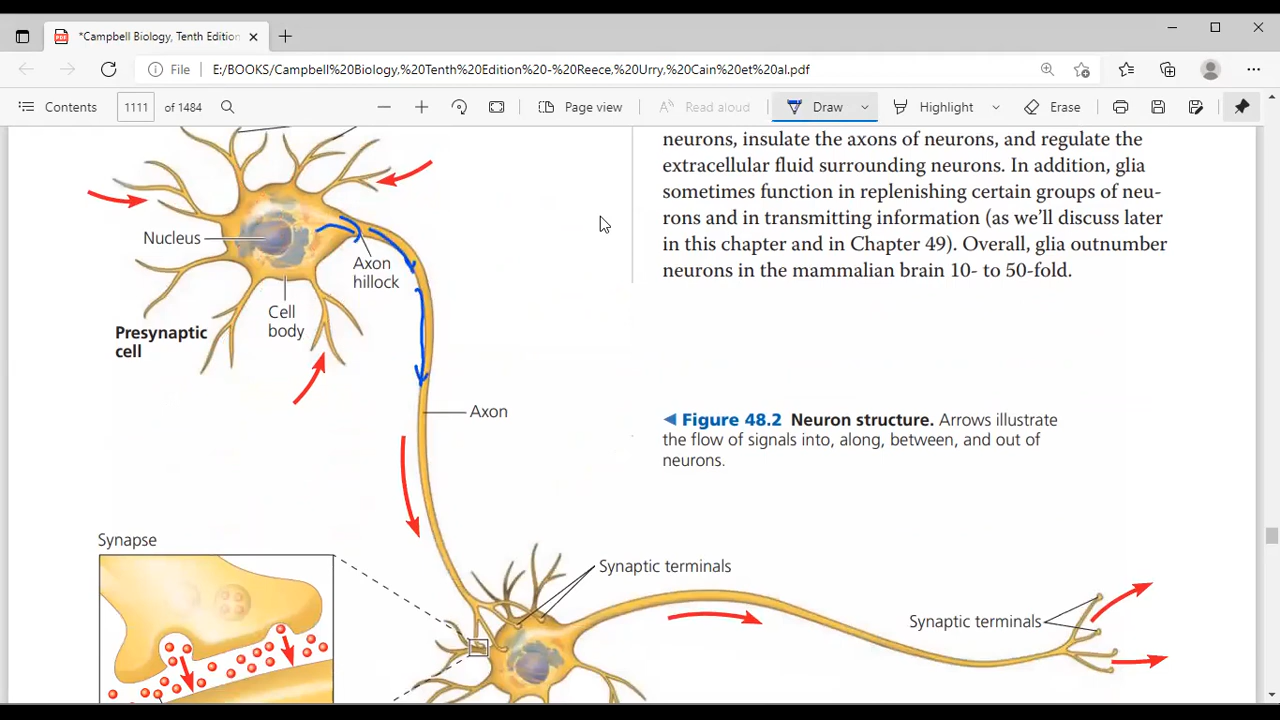 *Campbell Biology, Tenth Edition
File E:/BOOKS/Campbell%20Biology,%20Tenth%20Edition%20-%20Reece,%20Urry,%20Cain%20et%20al.pdf
Contents 1111 of 1484 Page view Read aloud Draw Highlight Erase
neurons, insulate the axons of neurons, and regulate the
extracellular fluid surrounding neurons. In addition, glia
sometimes function in replenishing certain groups of neu-
rons and in transmitting information (as we'll discuss later
in this chapter and in Chapter 49). Overall, glia outnumber
neurons in the mammalian brain 10- to 50-fold.
Nucleus
Axon
hillock
Cell
body
Presynaptic
cell
Axon
Figure 48.2 Neuron structure. Arrows illustrate
the flow of signals into, along, between, and out of
neurons.
Synapse
Synaptic terminals
Synaptic terminals